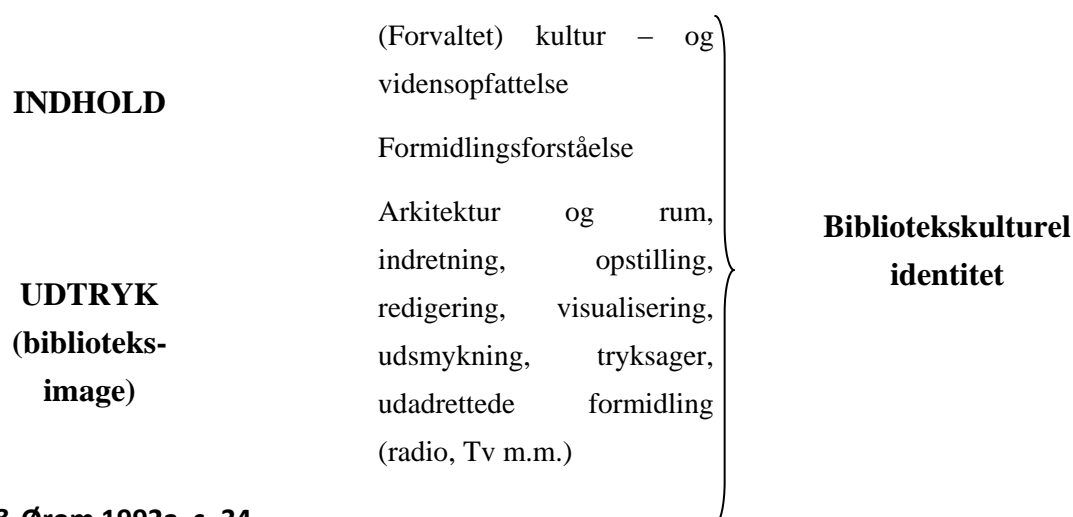 INDHOLD
(Forvaltet) kultur – og
vidensopfattelse
Formidlingsforståelse
UDTRYK
(biblioteks-
image)
Arkitektur og rum,
indretning, opstilling,
redigering, visualisering,
udsmykning, tryksager,
udadrettede formidling
(radio, Tv m.m.)
Bibliotekskulturel
identitet